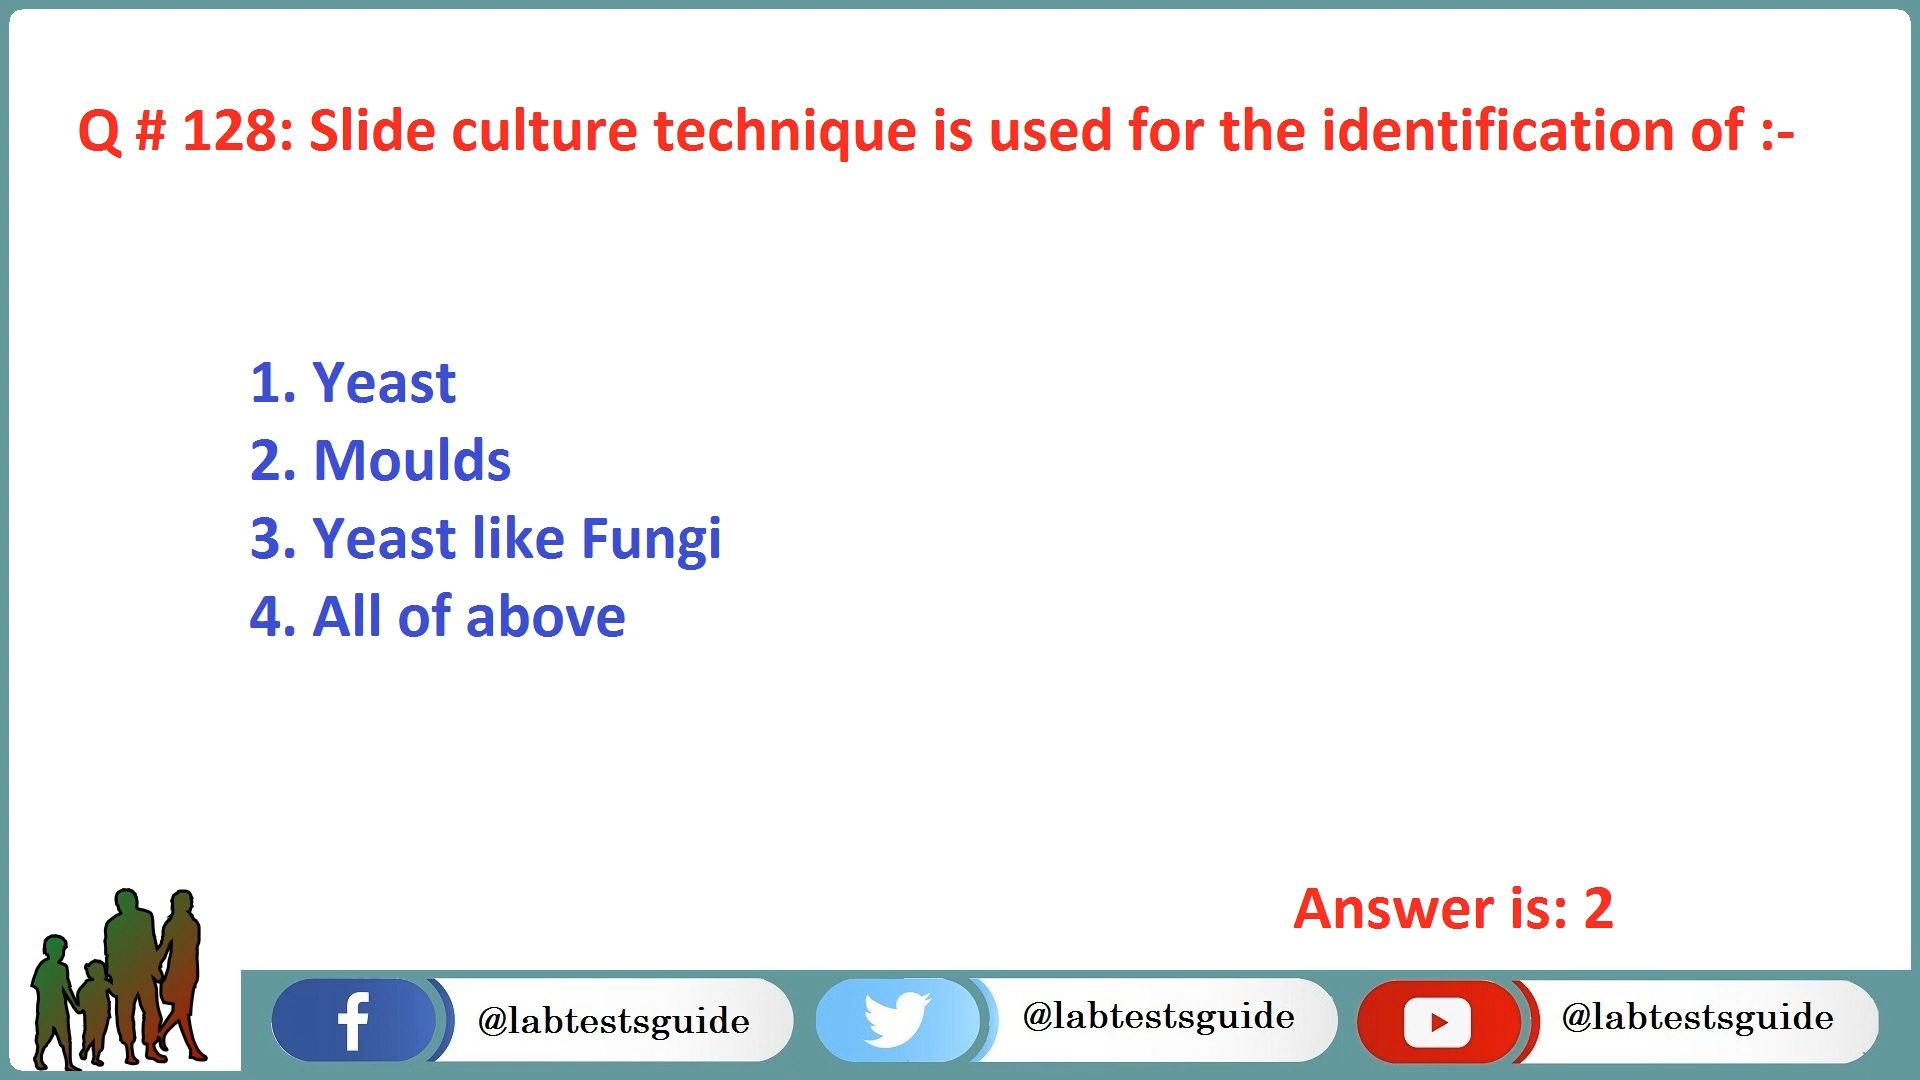 Q # 128: Slide culture technique is used for the identification of :-
1. Yeast
2. Moulds
3. Yeast like Fungi
4. All of above
Answer is: 2
@labtestsguide
@labtestsguide
@labtestsguide